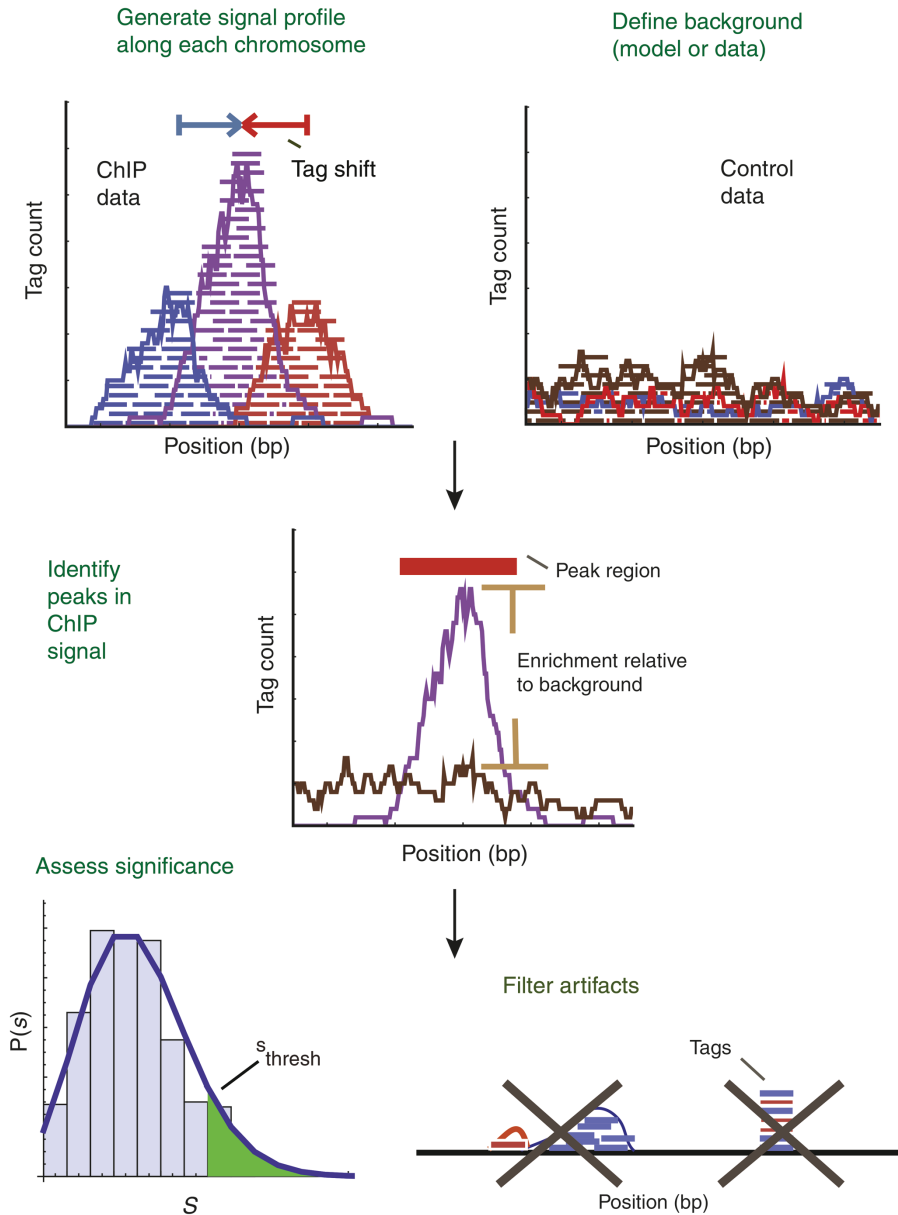 Generate signal profile
along each chromosome
Define background
(model or data)
ChIP
data
Tag shift
Tag count
Position (bp)
Control
data
Tag count
Position (bp)
Identify
peaks in
ChIP
signal
Peak region
Enrichment relative
to background
Tag count
Position (bp)
Assess significance
P(s)
s
thresh
S
Filter artifacts
Tags
Position (bp)